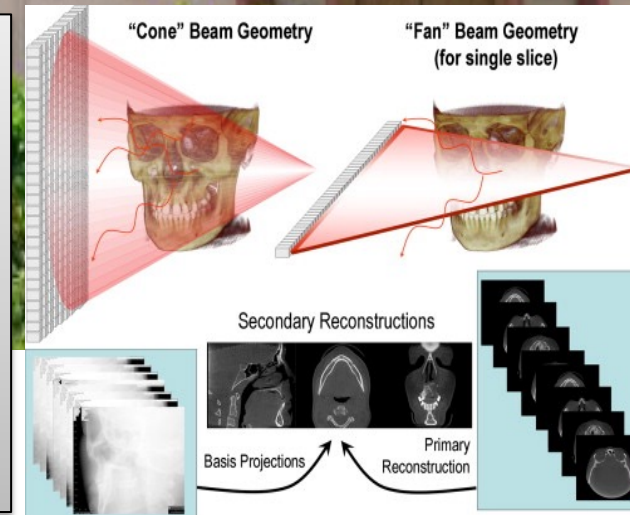 “Cone” Beam Geometry
“Fan” Beam Geometry
(for single slice)
Secondary Reconstructions
Basis Projections
Primary
Reconstruction